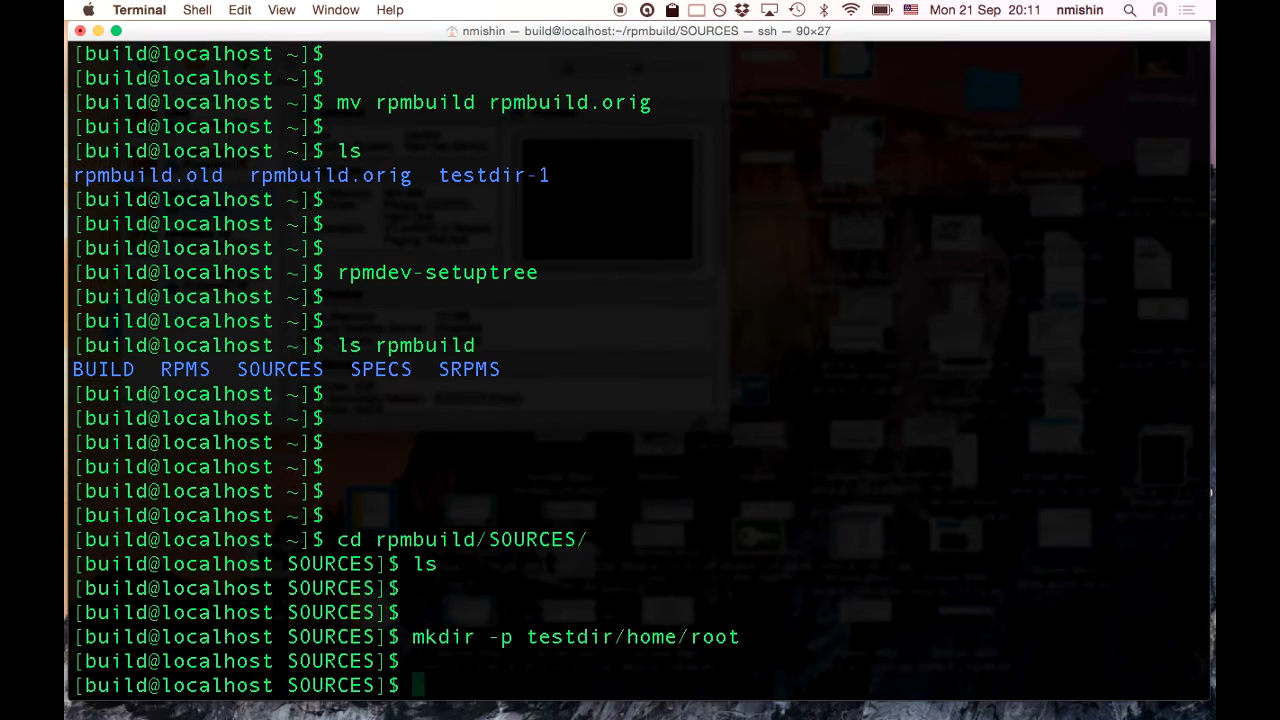 Terminal Shell Edit View Window Help Mon 21 Sep 20:11 nmishin
nmishin — build@localhost:~/rpmbuild/SOURCES — ssh — 90×27
[build@localhost ~]$
[build@localhost ~]$
[build@localhost ~]$ mv rpmbuild rpmbuild.orig
[build@localhost ~]$
[build@localhost ~]$ ls
rpmbuild.old rpmbuild.orig testdir-1
[build@localhost ~]$
[build@localhost ~]$
[build@localhost ~]$
[build@localhost ~]$ rpmdev-setuptree
[build@localhost ~]$
[build@localhost ~]$
[build@localhost ~]$ ls rpmbuild
BUILD RPMS SOURCES SPECS SRPMS
[build@localhost ~]$
[build@localhost ~]$
[build@localhost ~]$
[build@localhost ~]$
[build@localhost ~]$
[build@localhost ~]$
[build@localhost ~]$ cd rpmbuild/SOURCES/
[build@localhost SOURCES]$ ls
[build@localhost SOURCES]$
[build@localhost SOURCES]$
[build@localhost SOURCES]$ mkdir -p testdir/home/root
[build@localhost SOURCES]$
[build@localhost SOURCES]$